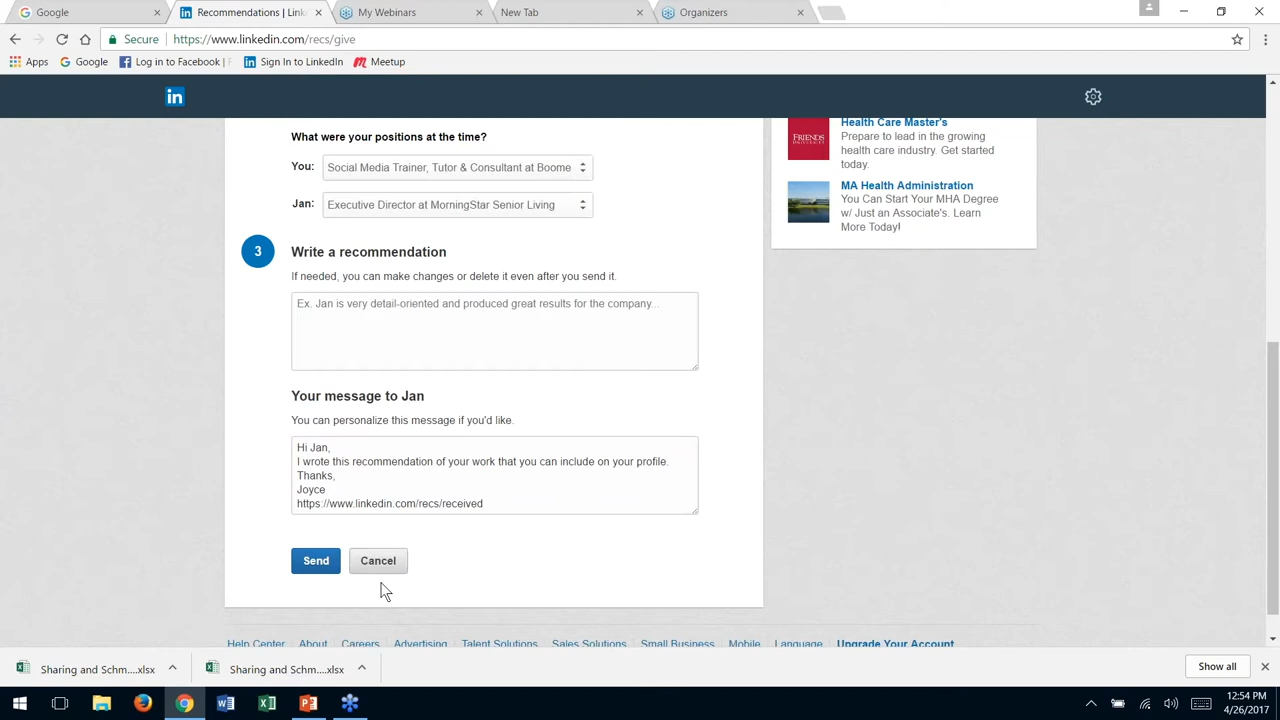 Google
Recommendations | Link
My Webinars
New Tab
Organizers
Secure
https://www.linkedin.com/recs/give
Apps
Google
Log in to Facebook |
Sign In to LinkedIn
Meetup
in
What were your positions at the time?
You:
Social Media Trainer, Tutor & Consultant at Boome
Jan:
Executive Director at MorningStar Senior Living
3
Write a recommendation
If needed, you can make changes or delete it even after you send it.
Ex. Jan is very detail-oriented and produced great results for the company...
Your message to Jan
You can personalize this message if you'd like.
Hi Jan,
I wrote this recommendation of your work that you can include on your profile.
Thanks,
Joyce
https://www.linkedin.com/recs/received
Send
Cancel
FRIENDS
Health Care Master's
Prepare to lead in the growing
health care industry. Get started
today.
MA Health Administration
You Can Start Your MHA Degree
w/ Just an Associate's. Learn
More Today!
Help Center
About
Careers
Advertising
Talent Solutions
Sales Solutions
Small Business
Mobile
Language
Upgrade Your Account
Sharing and Schm....xlsx
Sharing and Schm....xlsx
Show all
12:54 PM
4/26/2017